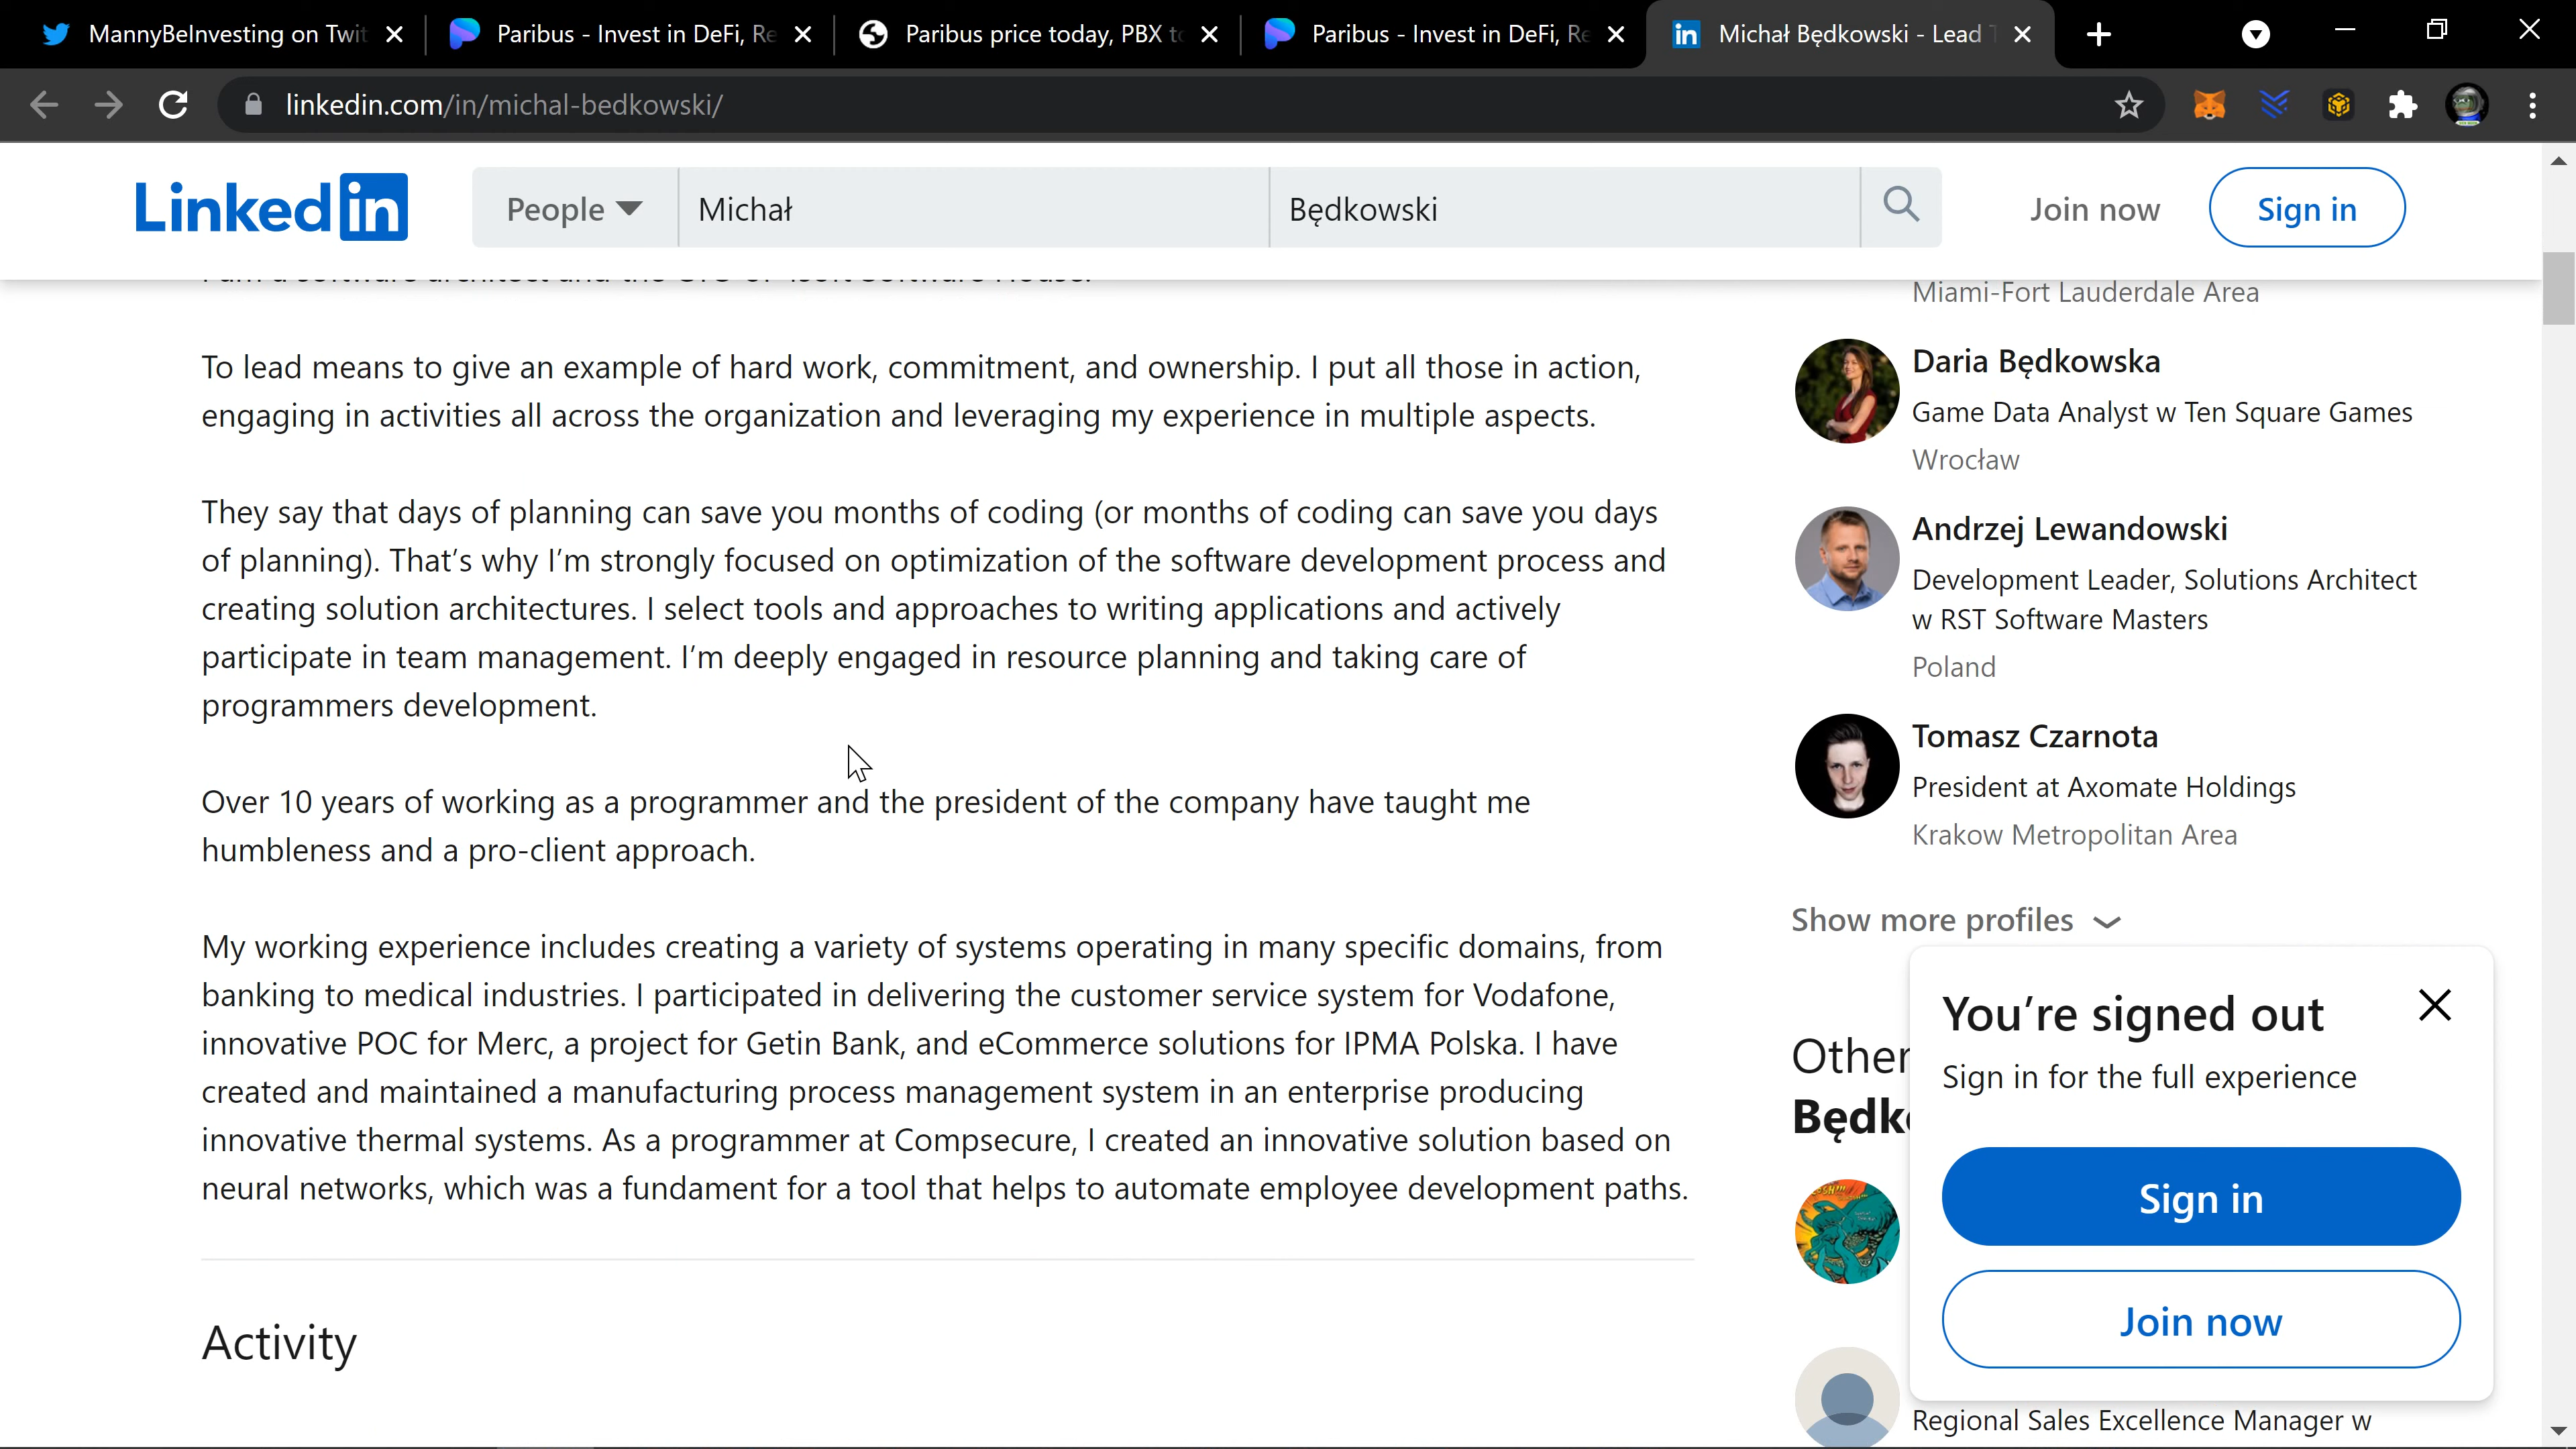 MannyBeInvesting on Twit
Paribus - Invest in DeFi, Re
Paribus price today, PBX to
Paribus - Invest in DeFi, Re
Michał Będkowski - Lead T
linkedin.com/in/michal-bedkowski/
Linkedin
People
Michał
Będkowski
Join now
Sign in
To lead means to give an example of hard work, commitment, and ownership. I put all those in action,
engaging in activities all across the organization and leveraging my experience in multiple aspects.
They say that days of planning can save you months of coding (or months of coding can save you days
of planning). That's why I'm strongly focused on optimization of the software development process and
creating solution architectures. I select tools and approaches to writing applications and actively
participate in team management. I'm deeply engaged in resource planning and taking care of
programmers development.
Over 10 years of working as a programmer and the president of the company have taught me
humbleness and a pro-client approach.
My working experience includes creating a variety of systems operating in many specific domains, from
banking to medical industries. I participated in delivering the customer service system for Vodafone,
innovative POC for Merc, a project for Getin Bank, and eCommerce solutions for IPMA Polska. I have
created and maintained a manufacturing process management system in an enterprise producing
innovative thermal systems. As a programmer at Compsecure, I created an innovative solution based on
neural networks, which was a fundament for a tool that helps to automate employee development paths.
Activity
Miami-Fort Lauderdale Area
Daria Będkowska
Game Data Analyst w Ten Square Games
Wrocław
Andrzej Lewandowski
Development Leader, Solutions Architect
w RST Software Masters
Poland
Tomasz Czarnota
President at Axomate Holdings
Krakow Metropolitan Area
Show more profiles
Other
Będko
You're signed out
Sign in for the full experience
Sign in
Join now
Regional Sales Excellence Manager w